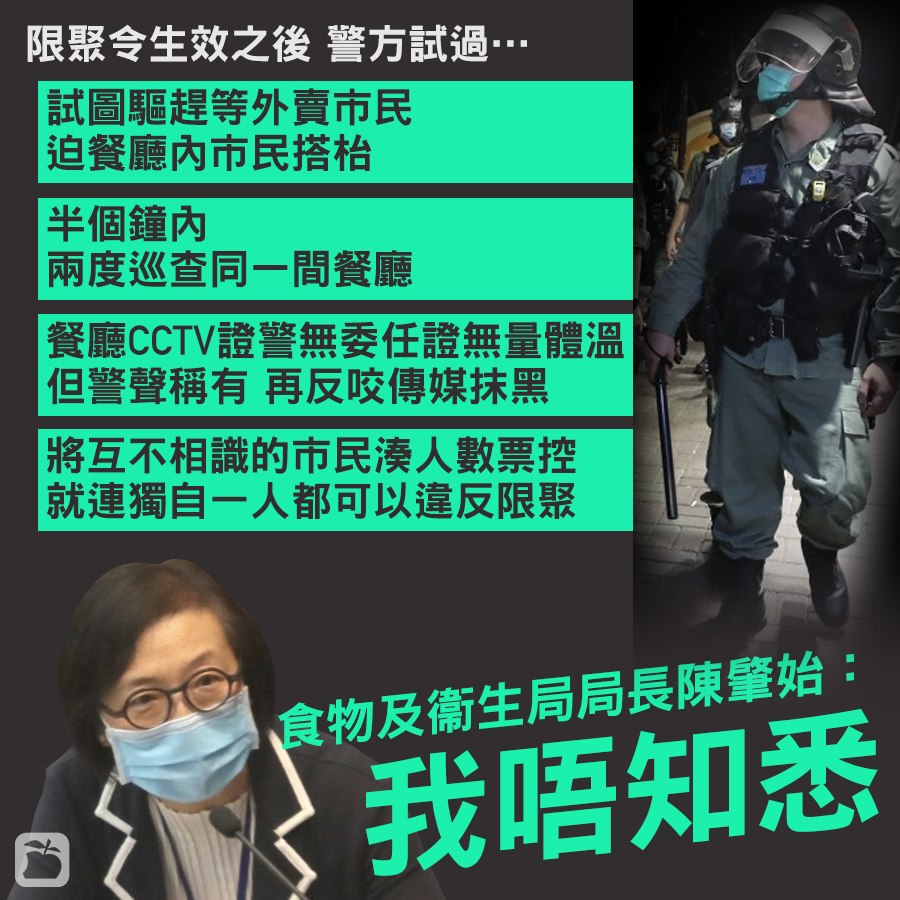 限聚令生效之後 警方試過…
試圖驅趕等外賣市民
迫餐廳內市民搭枱
半個鐘內
兩度巡查同一間餐廳
餐廳CCTV證警無委任證無量體溫
但警聲稱有 再反咬傳媒抹黑
將互不相識的市民湊人數票控
就連獨自一人都可以違反限聚
食物及衞生局局長陳肇始：
我唔知悉